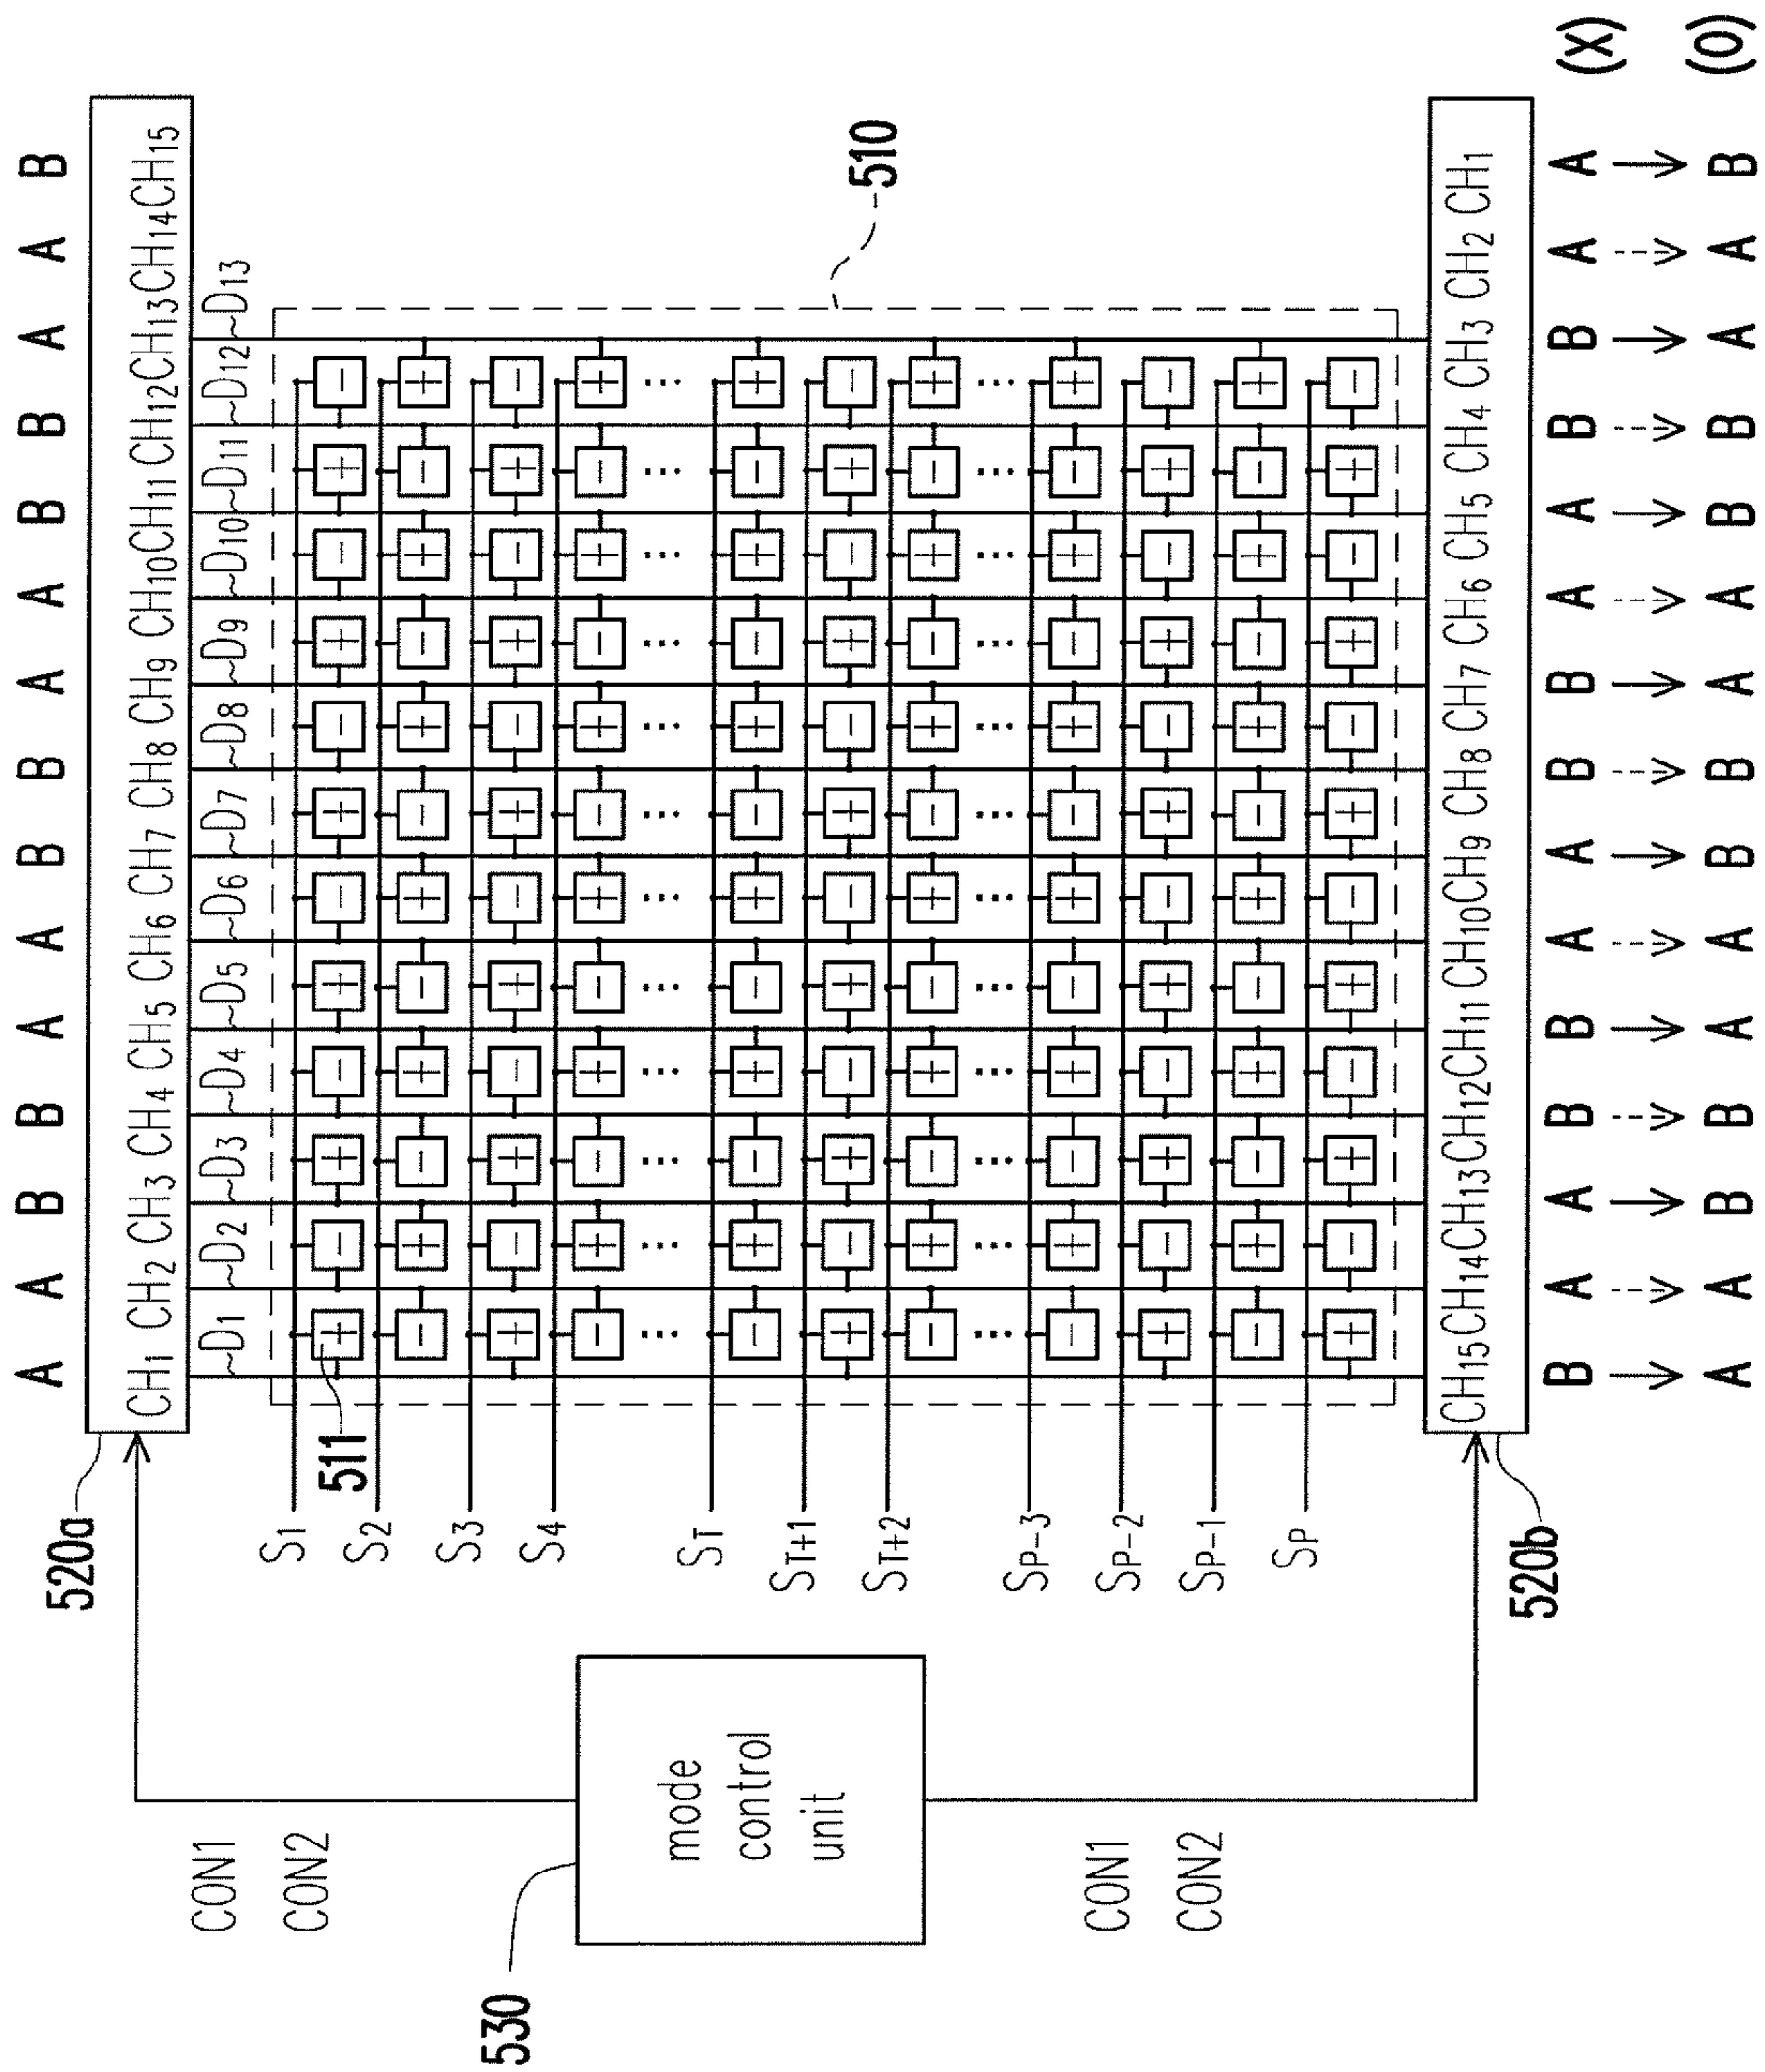 A A B B A A B B A A B B A A B
520a
CH1 CH2 CH3 CH4 CH5 CH6 CH7 CH8 CH9 CH10 CH11 CH12 CH13 CH14 CH15
CON1
CON2
D1 D2 D3 D4 D5 D6 D7 D8 D9 D10 D11 D12 D13
S1 + - + - + - + - + - + -
511
S2 - + - + - + - + - + - +
S3 + - + - + - + - + - + -
S4 - + - + - + - + - + - +
... ... ... ... ... ... ... ... ... ... ... ...
530
mode
control
unit
510
ST - + - + - + - + - + - +
ST+1 + - + - + - + - + - + -
ST+2 - + - + - + - + - + - +
... ... ... ... ... ... ... ... ... ... ... ...
SP-3 - + - + - + - + - + - +
SP-2 + - + - + - + - + - + -
SP-1 - + - + - + - + - + - +
SP + - + - + - + - + - + -
CON1
CON2
CH15 CH14 CH13 CH12 CH11 CH10 CH9 CH8 CH7 CH6 CH5 CH4 CH3 CH2 CH1
520b
B A A B B A A B B A A B B A A (X)
A A B B A A B B A A B B A A B (O)